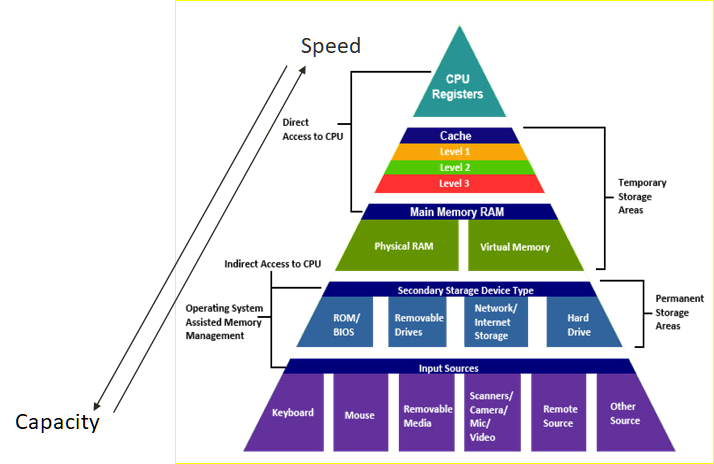 Speed
CPU
Registers
Direct
Access to CPU
Cache
Level 1
Level 2
Level 3
Temporary
Storage
Areas
Main Memory RAM
Physical RAM
Virtual Memory
Indirect Access to CPU
Operating System
Assisted Memory
Management
Secondary Starage Device Type
ROM/
BIOS
Removable
Drives
Network/
Internet
Storage
Hard
Drive
Permanent
Storage
Areas
Input Sources
Keyboard
Mouse
Removable
Media
Scanners/
Camera/
Mic/
Video
Remote
Source
Other
Source
Capacity